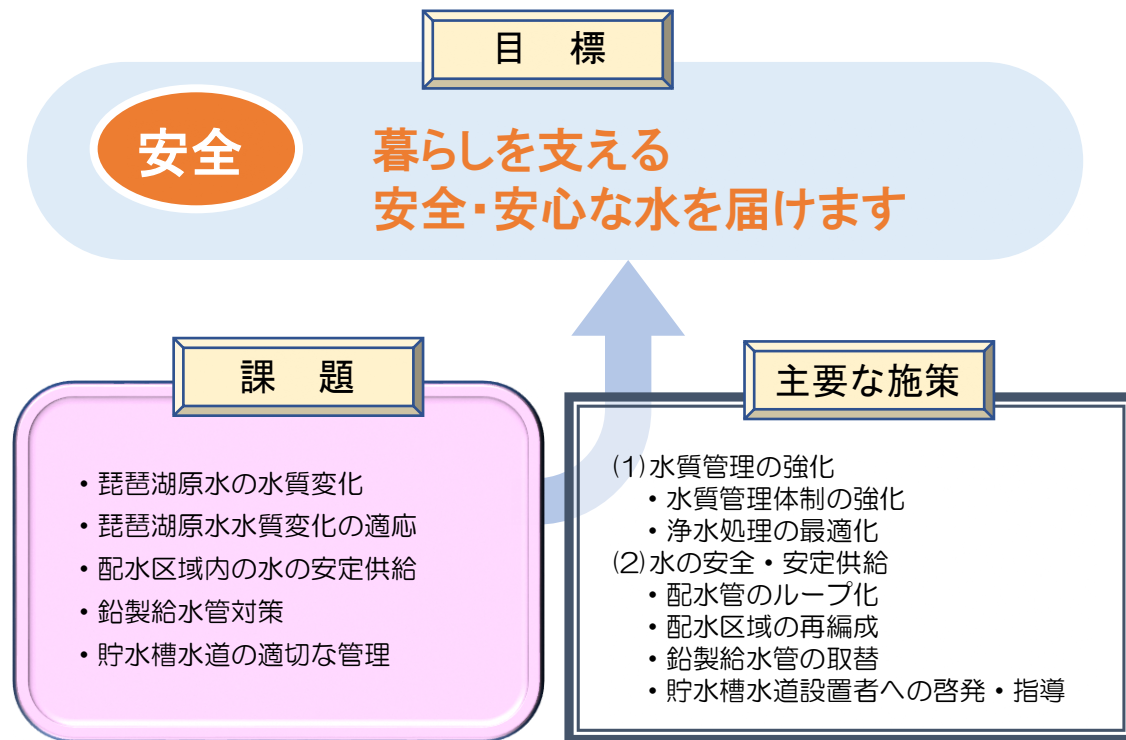 目 標
安全
暮らしを支える
安全・安心な水を届けます
課 題
・琵琶湖原水の水質変化
・琵琶湖原水水質変化の適応
・配水区域内の水の安定供給
・鉛製給水管対策
・貯水槽水道の適切な管理
主要な施策
(1)水質管理の強化
・水質管理体制の強化
・浄水処理の最適化
(2)水の安全・安定供給
・配水管のループ化
・配水区域の再編成
・鉛製給水管の取替
・貯水槽水道設置者への啓発・指導